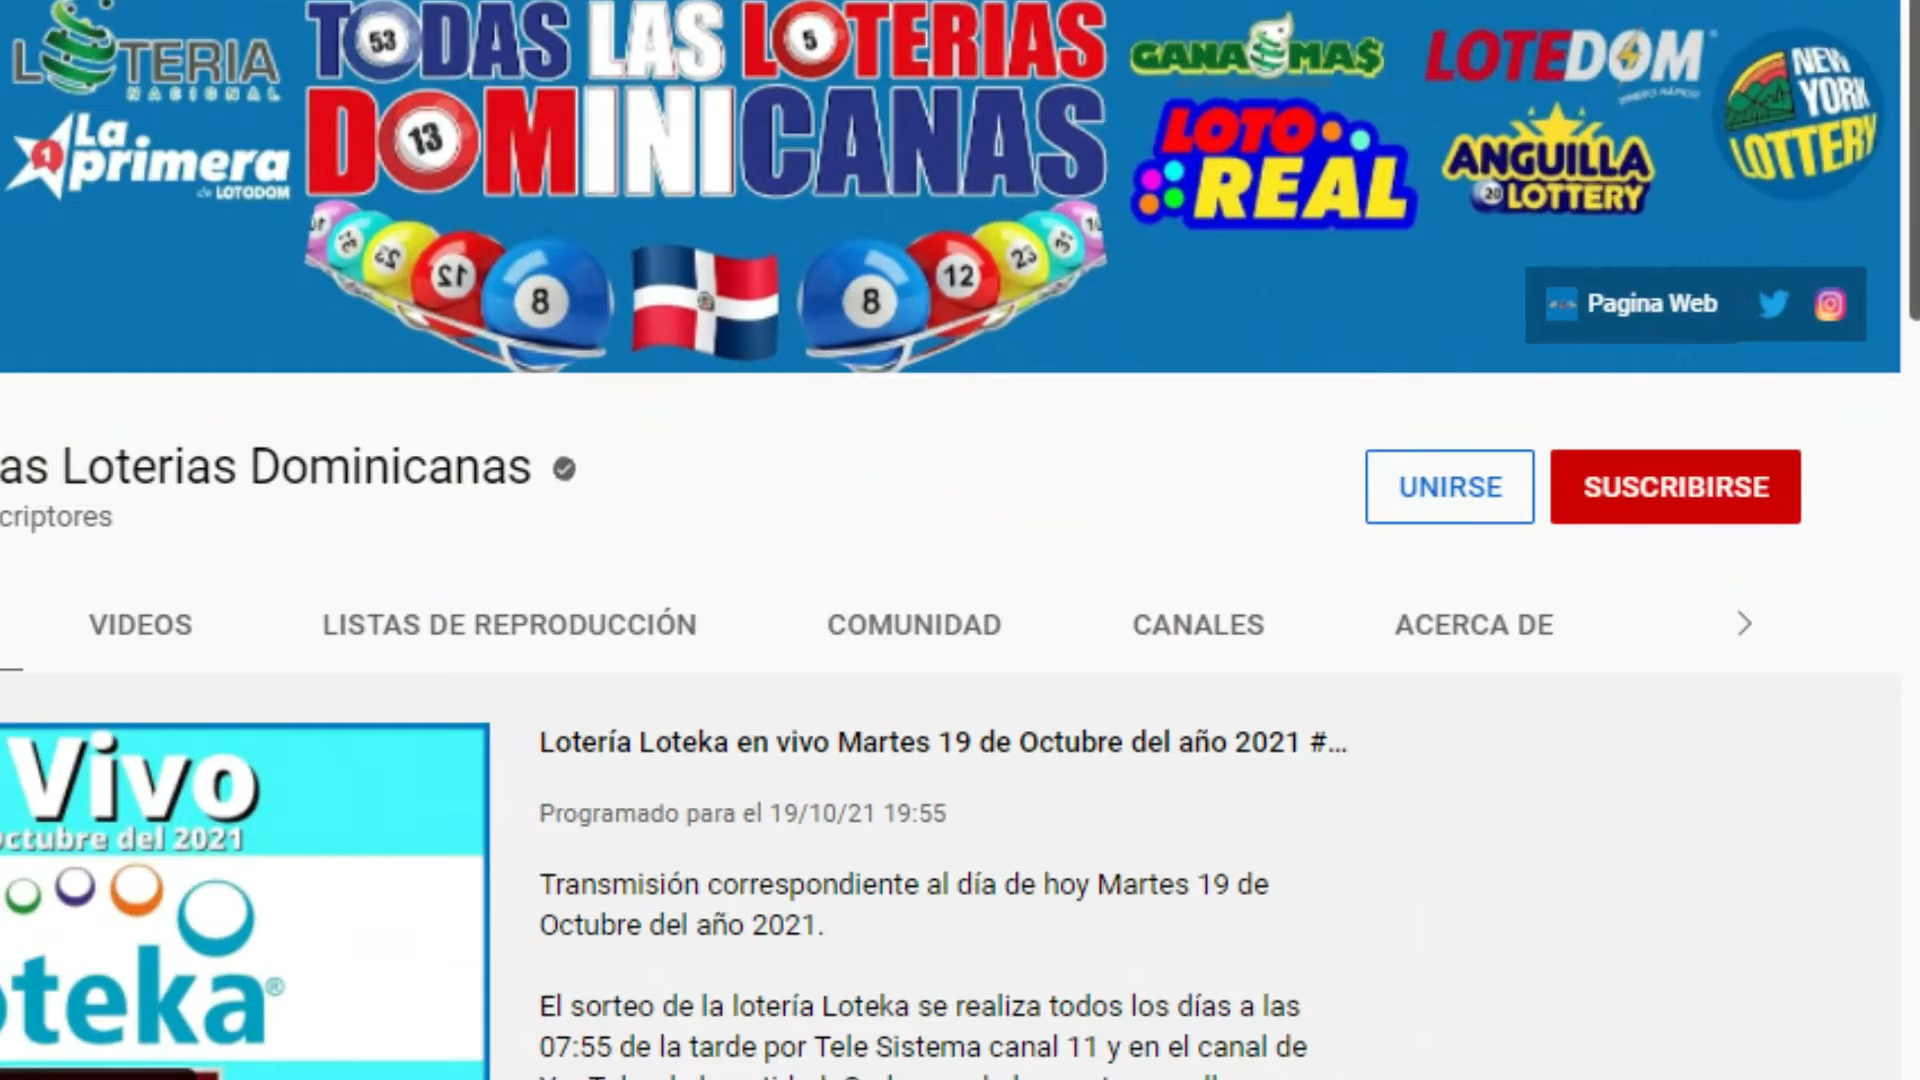 LOTERIA
NACIONAL
La
primera
de LOTODOM
1
TODAS LAS LOTERIAS
53
5
DOMINICANAS
13
GANA MAS
LOTEDOM
DINERO RÁPIDO
LOTO
REAL
ANGUILLA
20 LOTTERY
NEW
YORK
LOTTERY
12 8
8 12 23
Pagina Web
as Loterias Dominicanas
criptores
UNIRSE
SUSCRIBIRSE
VIDEOS LISTAS DE REPRODUCCIÓN COMUNIDAD CANALES ACERCA DE
Vivo
octubre del 2021
oteka®
Lotería Loteka en vivo Martes 19 de Octubre del año 2021 #...
Programado para el 19/10/21 19:55
Transmisión correspondiente al día de hoy Martes 19 de
Octubre del año 2021.
El sorteo de la lotería Loteka se realiza todos los días a las
07:55 de la tarde por Tele Sistema canal 11 y en el canal de